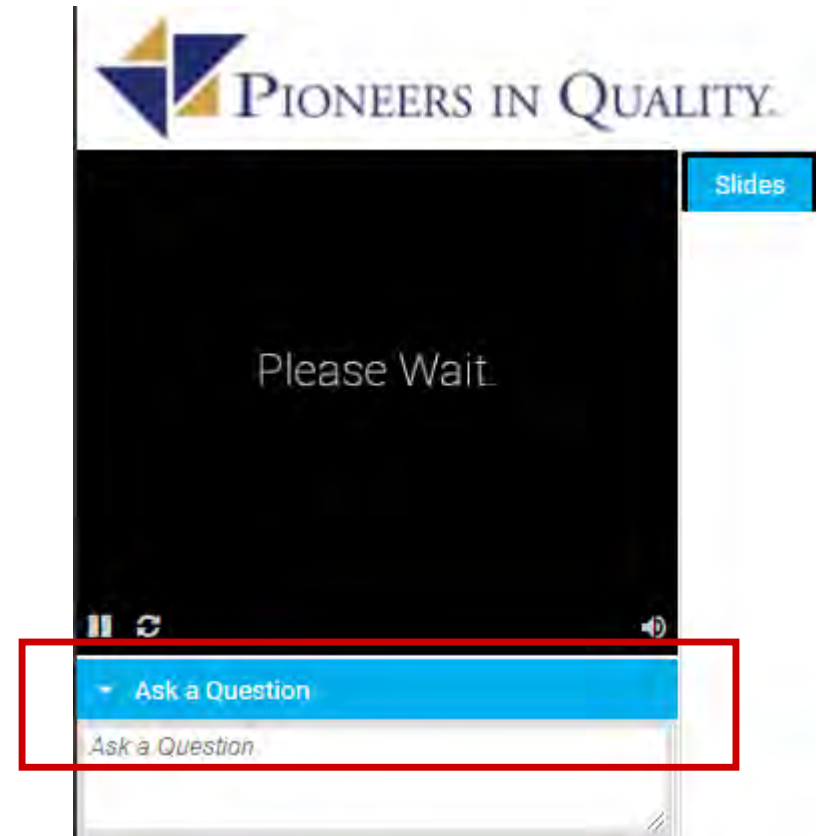 PIONEERS IN QUALITY.
Slides
Please Wait..
Ask a Question
Ask a Question